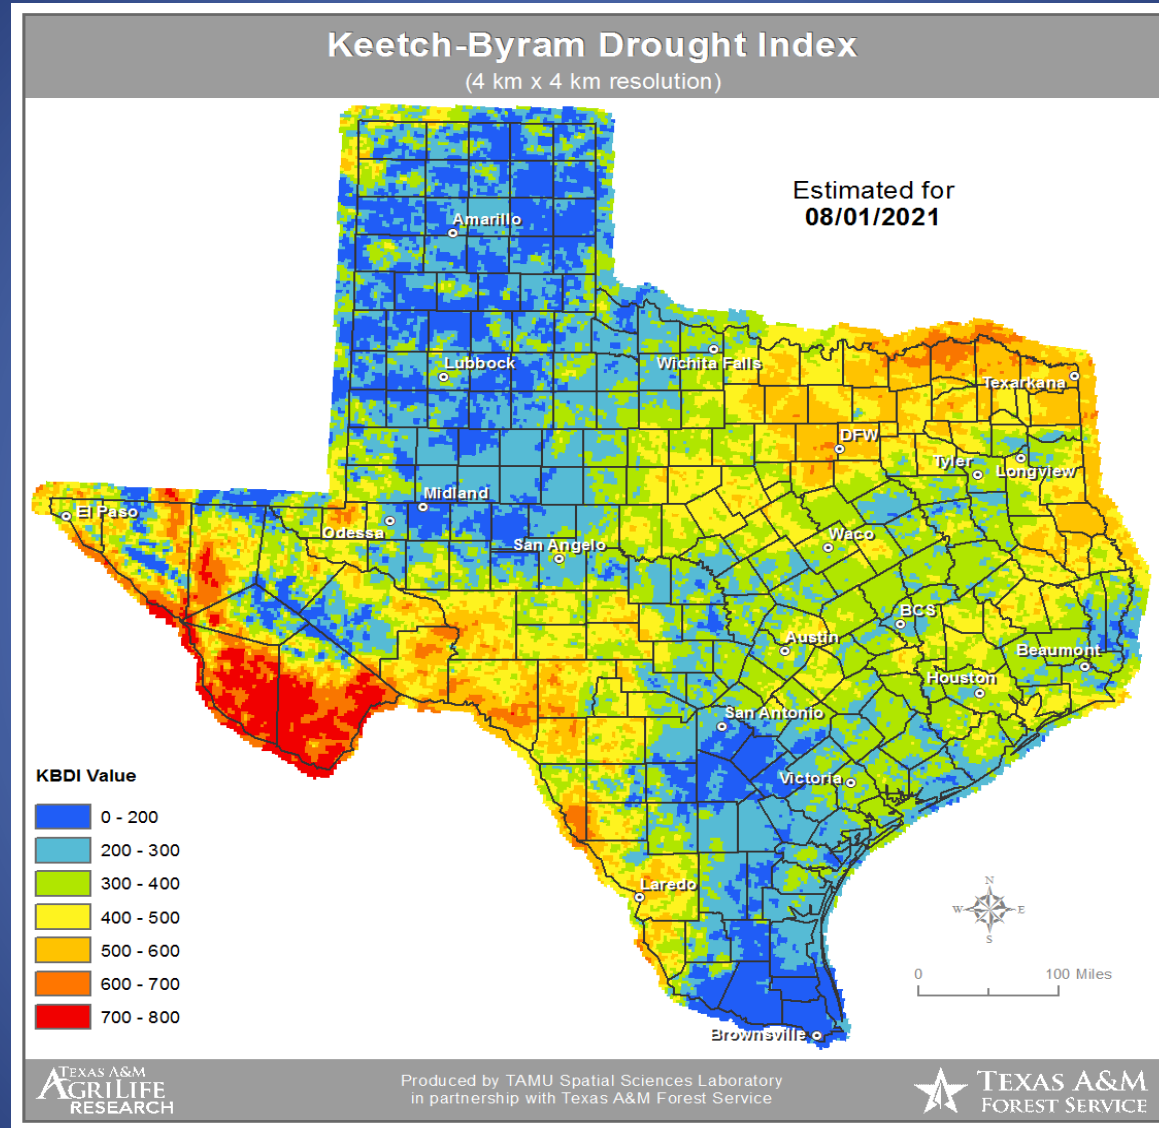 Keetch-Byram Drought Index
(4 km x 4 km resolution)
Estimated for
08/01/2021
Amarillo
Lubbock
Wichita Falls
Texarkana
DFW
Tyler
Longview
Midland
El Paso
Odessa
San Angelo
Waco
BCS
Austin
Beaumont
Houston
San Antonio
Victoria
KBDI Value
0 - 200
200 - 300
300 - 400
400 - 500
500 - 600
600 - 700
700 - 800
Laredo
N
W E
S
0 100 Miles
Brownsville
TEXAS A&M
AGRILIFE
RESEARCH
Produced by TAMU Spatial Sciences Laboratory
in partnership with Texas A&M Forest Service
TEXAS A&M
FOREST SERVICE